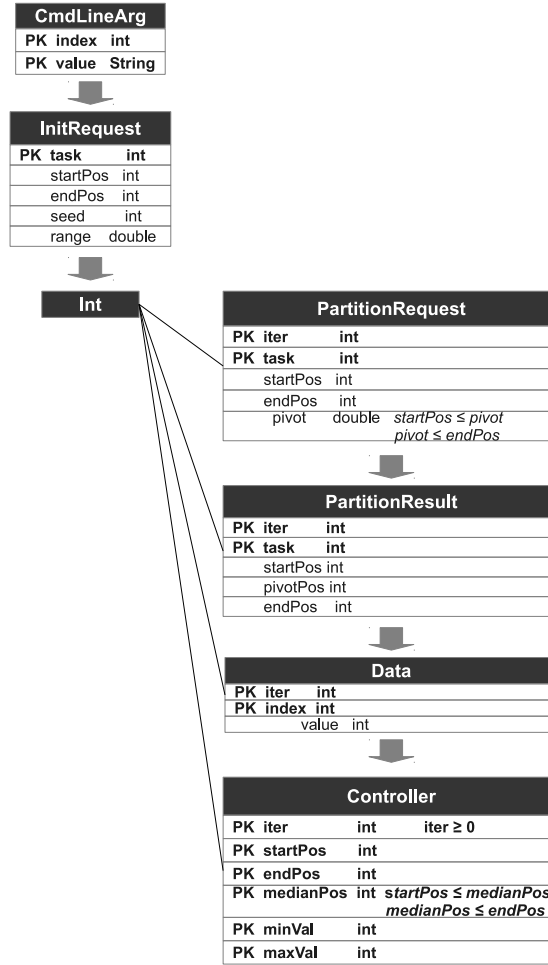 CmdLineArg
PK index int
PK value String
InitRequest
PK task int
startPos int
endPos int
seed int
range double
Int
PartitionRequest
PK iter int
PK task int
startPos int
endPos int
pivot double startPos ≤ pivot
pivot ≤ endPos
PartitionResult
PK iter int
PK task int
startPos int
pivotPos int
endPos int
Data
PK iter int
PK index int
value int
Controller
PK iter int iter ≥ 0
PK startPos int
PK endPos int
PK medianPos int startPos ≤ medianPos
medianPos ≤ endPos
PK minVal int
PK maxVal int